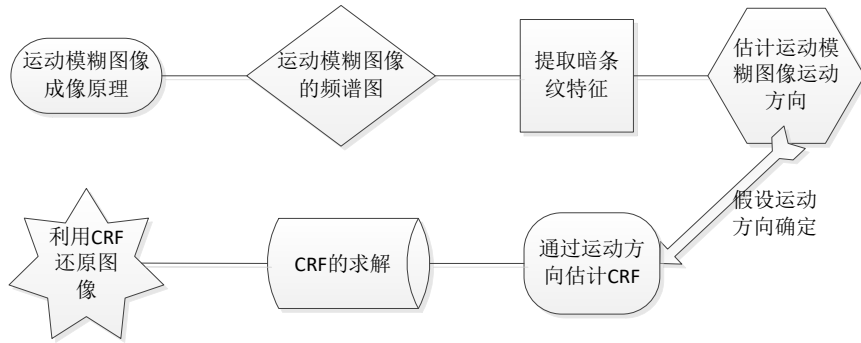 运动模糊图像
成像原理
运动模糊图像
的频谱图
提取暗条
纹特征
估计运动模
糊图像运动
方向
假设运动
方向确定
通过运动方
向估计CRF
CRF的求解
利用CRF
还原图
像